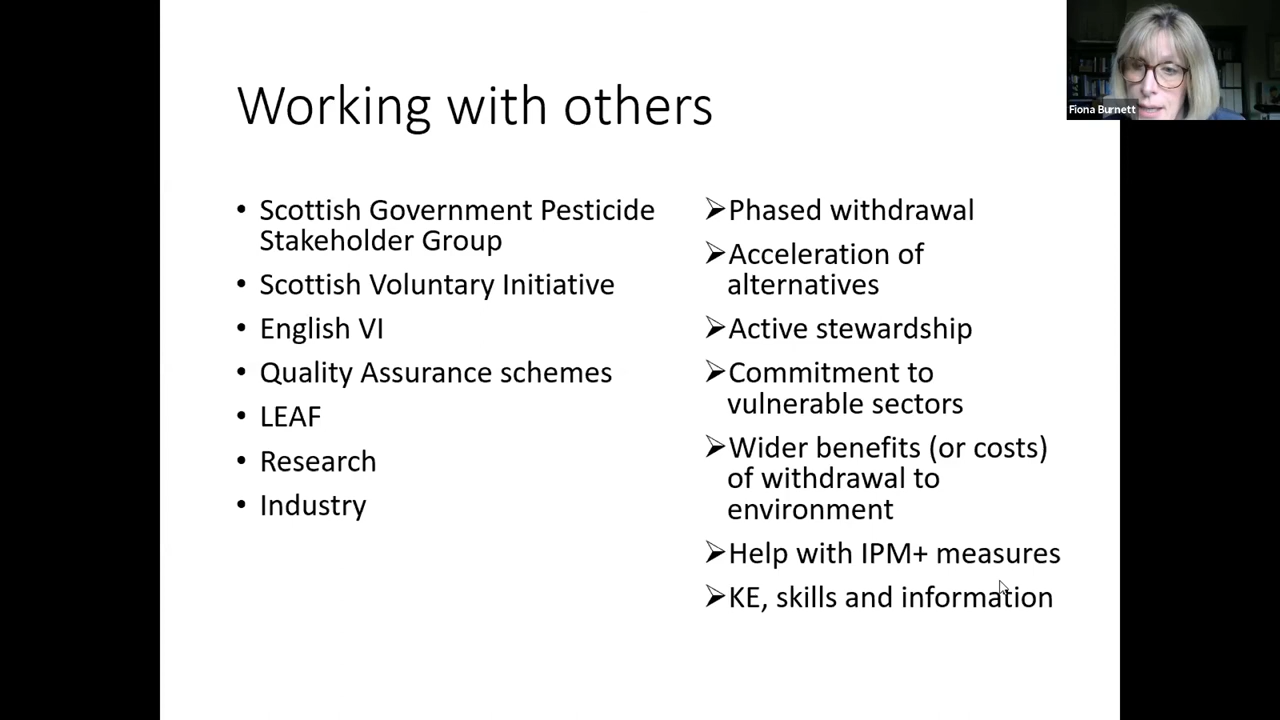 Working with others
• Scottish Government Pesticide
Stakeholder Group
• Scottish Voluntary Initiative
• English VI
• Quality Assurance schemes
• LEAF
• Research
• Industry
➢Phased withdrawal
➢Acceleration of
alternatives
➢Active stewardship
➢Commitment to
vulnerable sectors
➢Wider benefits (or costs)
of withdrawal to
environment
➢Help with IPM+ measures
➢KE, skills and information
Fiona Burnett